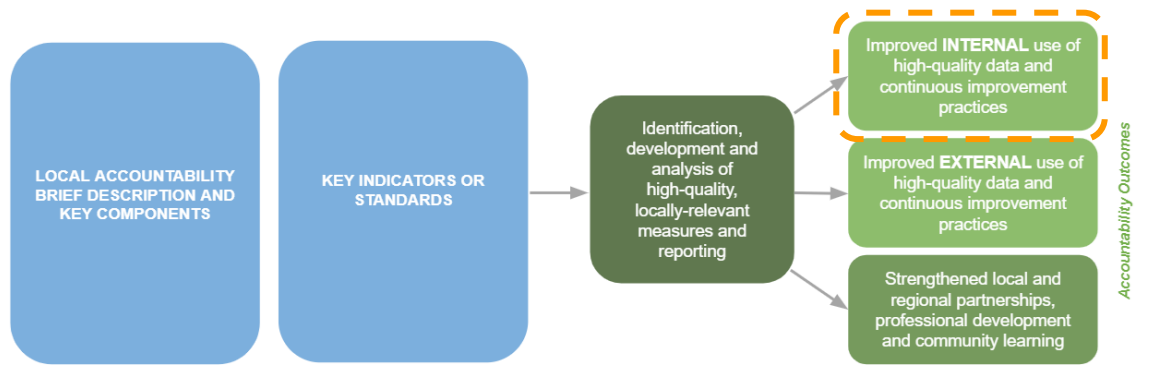 LOCAL ACCOUNTABILITY
BRIEF DESCRIPTION AND
KEY COMPONENTS
KEY INDICATORS OR
STANDARDS
Identification,
development and
analysis of
high-quality,
locally-relevant
measures and
reporting
Improved INTERNAL use of
high-quality data and
continuous improvement
practices
Improved EXTERNAL use of
high-quality data and
continuous improvement
practices
Strengthened local and
regional partnerships,
professional development
and community learning
Accountability Outcomes